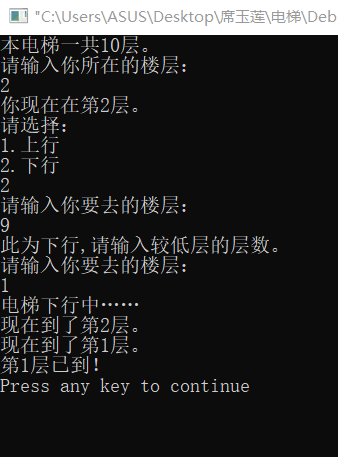 "C:\Users\ASUS\Desktop\席玉莲\电梯\Deb
本电梯一共10层。
请输入你所在的楼层：
2
你现在在第2层。
请选择：
1.上行
2.下行
2
请输入你要去的楼层：
9
此为下行,请输入较低层的层数。
请输入你要去的楼层：
1
电梯下行中……
现在到了第2层。
现在到了第1层。
第1层已到！
Press any key to continue